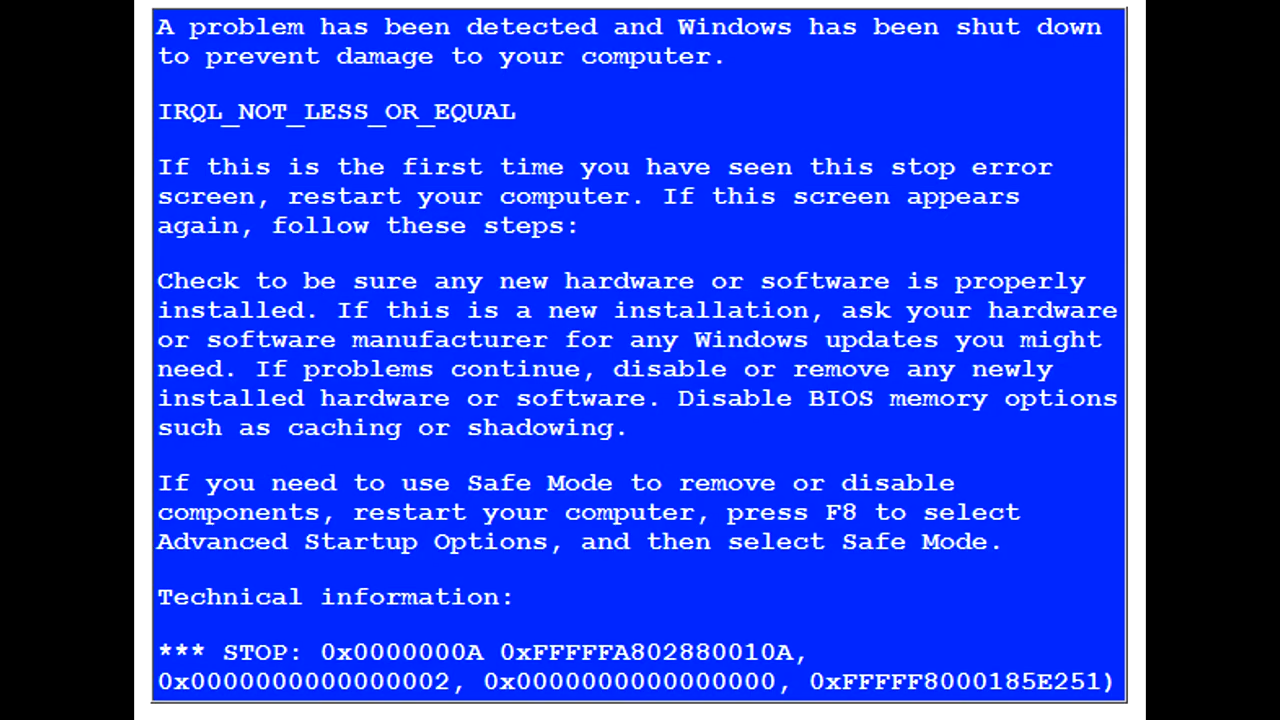 A problem has been detected and Windows has been shut down
to prevent damage to your computer.
IRQL_NOT_LESS_OR_EQUAL
If this is the first time you have seen this stop error
screen, restart your computer. If this screen appears
again, follow these steps:
Check to be sure any new hardware or software is properly
installed. If this is a new installation, ask your hardware
or software manufacturer for any Windows updates you might
need. If problems continue, disable or remove any newly
installed hardware or software. Disable BIOS memory options
such as caching or shadowing.
If you need to use Safe Mode to remove or disable
components, restart your computer, press F8 to select
Advanced Startup Options, and then select Safe Mode.
Technical information:
*** STOP: 0x0000000A 0xFFFFFA802880010A,
0x0000000000000002, 0x0000000000000000, 0xFFFFF8000185E251)